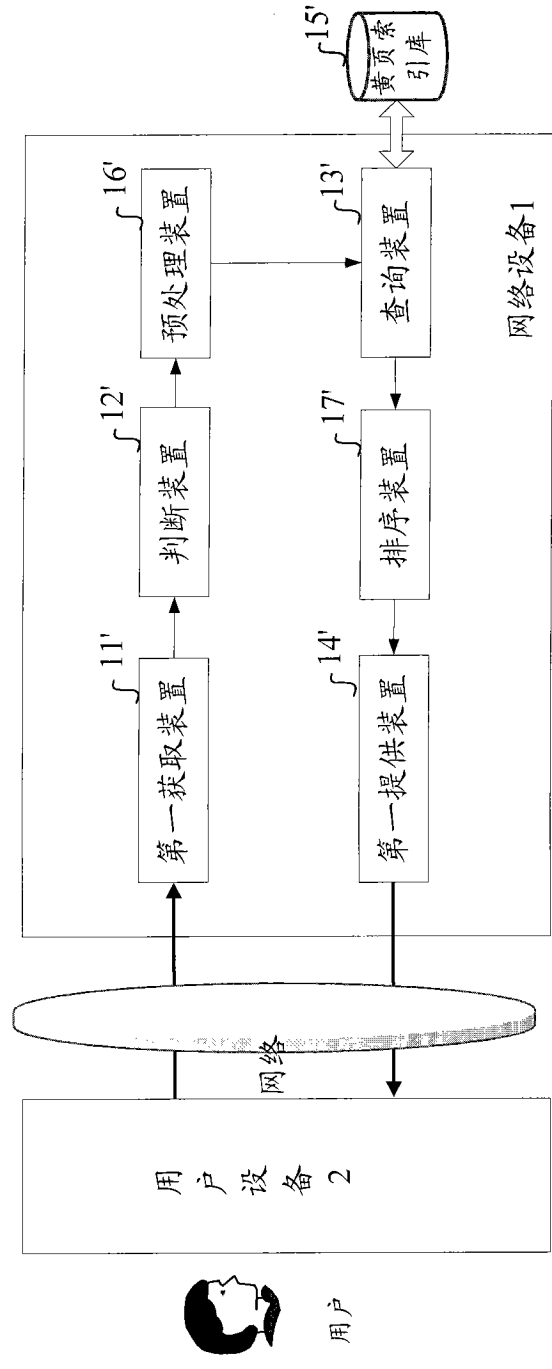 用户
用户设备2
网络
11'
第一获取装置
12'
判断装置
16'
预处理装置
14'
第一提供装置
17'
排序装置
13'
查询装置
15'
黄页索
引库
网络设备1